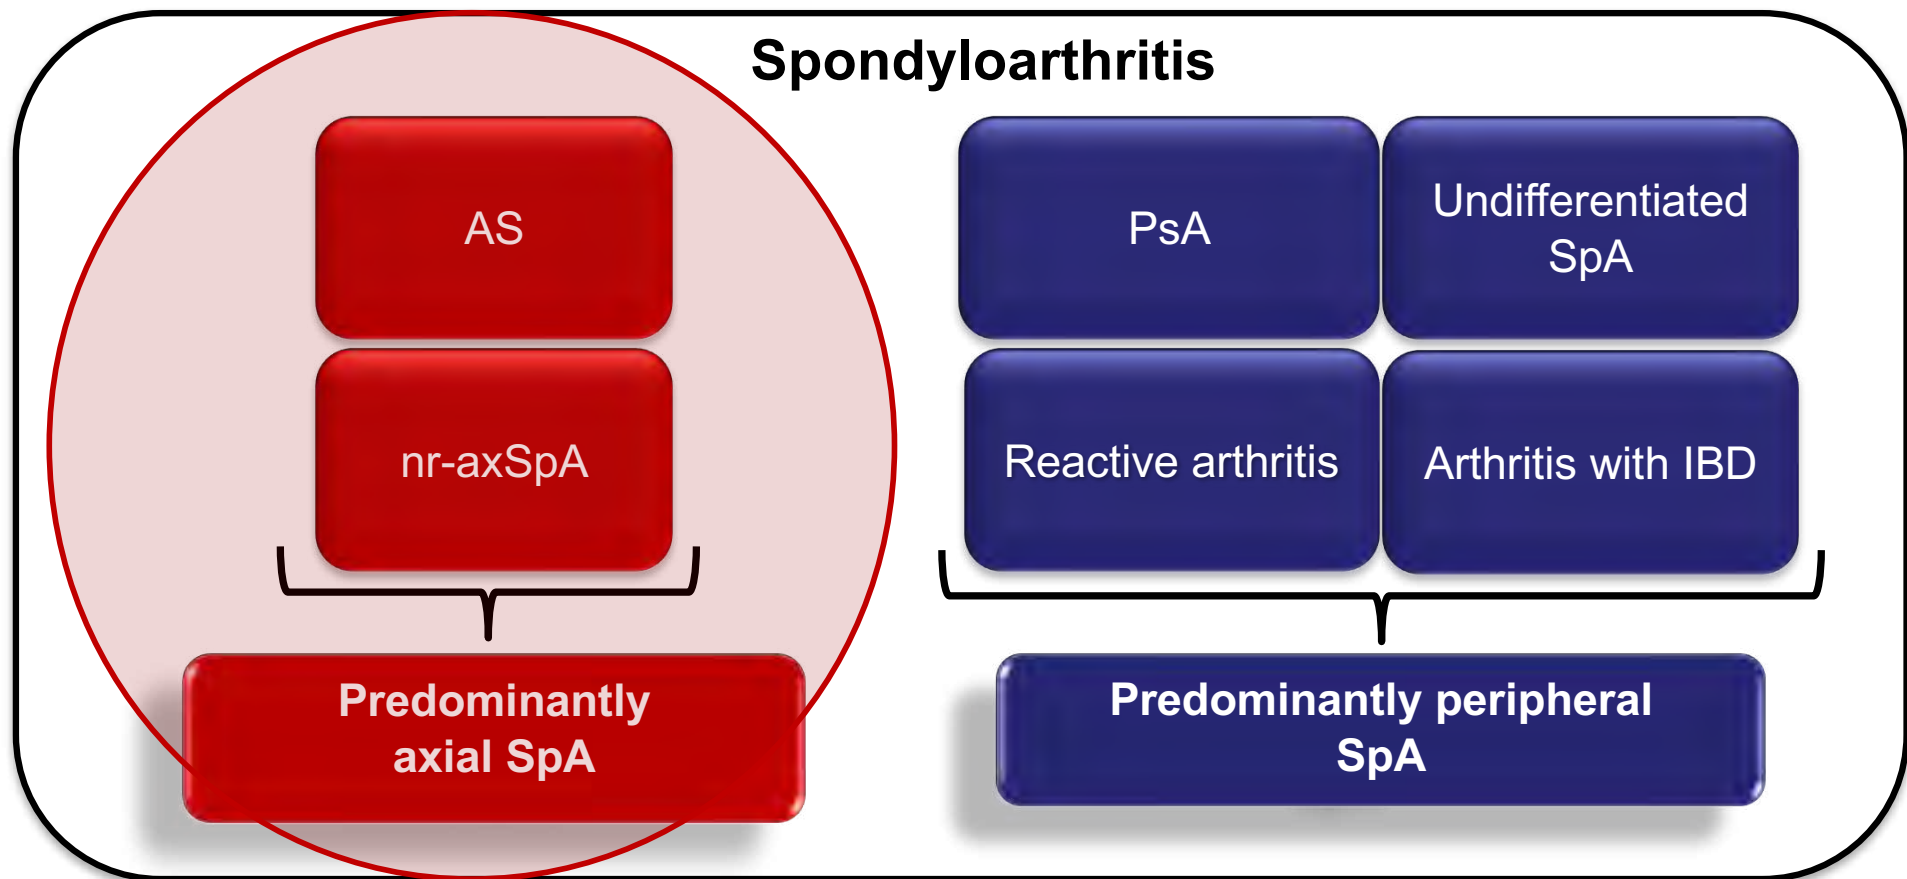 Spondyloarthritis
AS
nr-axSpA
Predominantly
axial SpA
PsA
Undifferentiated
SpA
Reactive arthritis
Arthritis with IBD
Predominantly peripheral
SpA